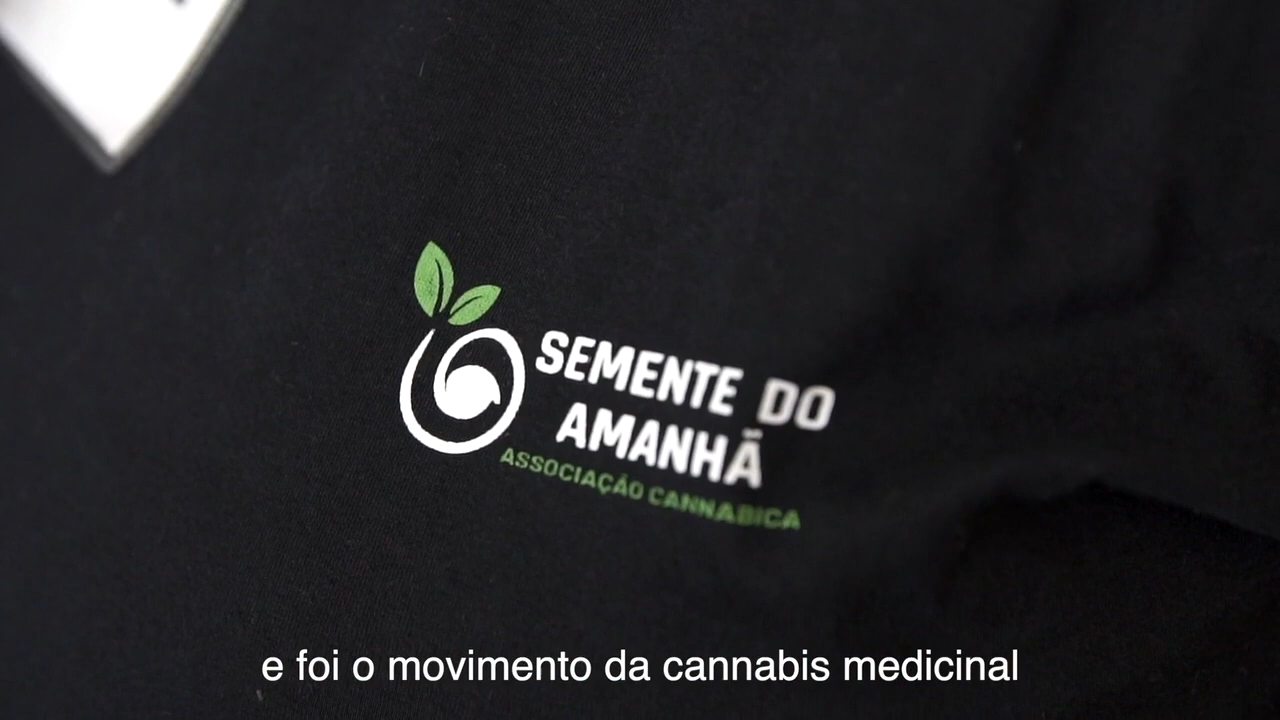 SEMENTE DO
AMANHÃ
ASSOCIAÇÃO CANNABICA
e foi o movimento da cannabis medicinal